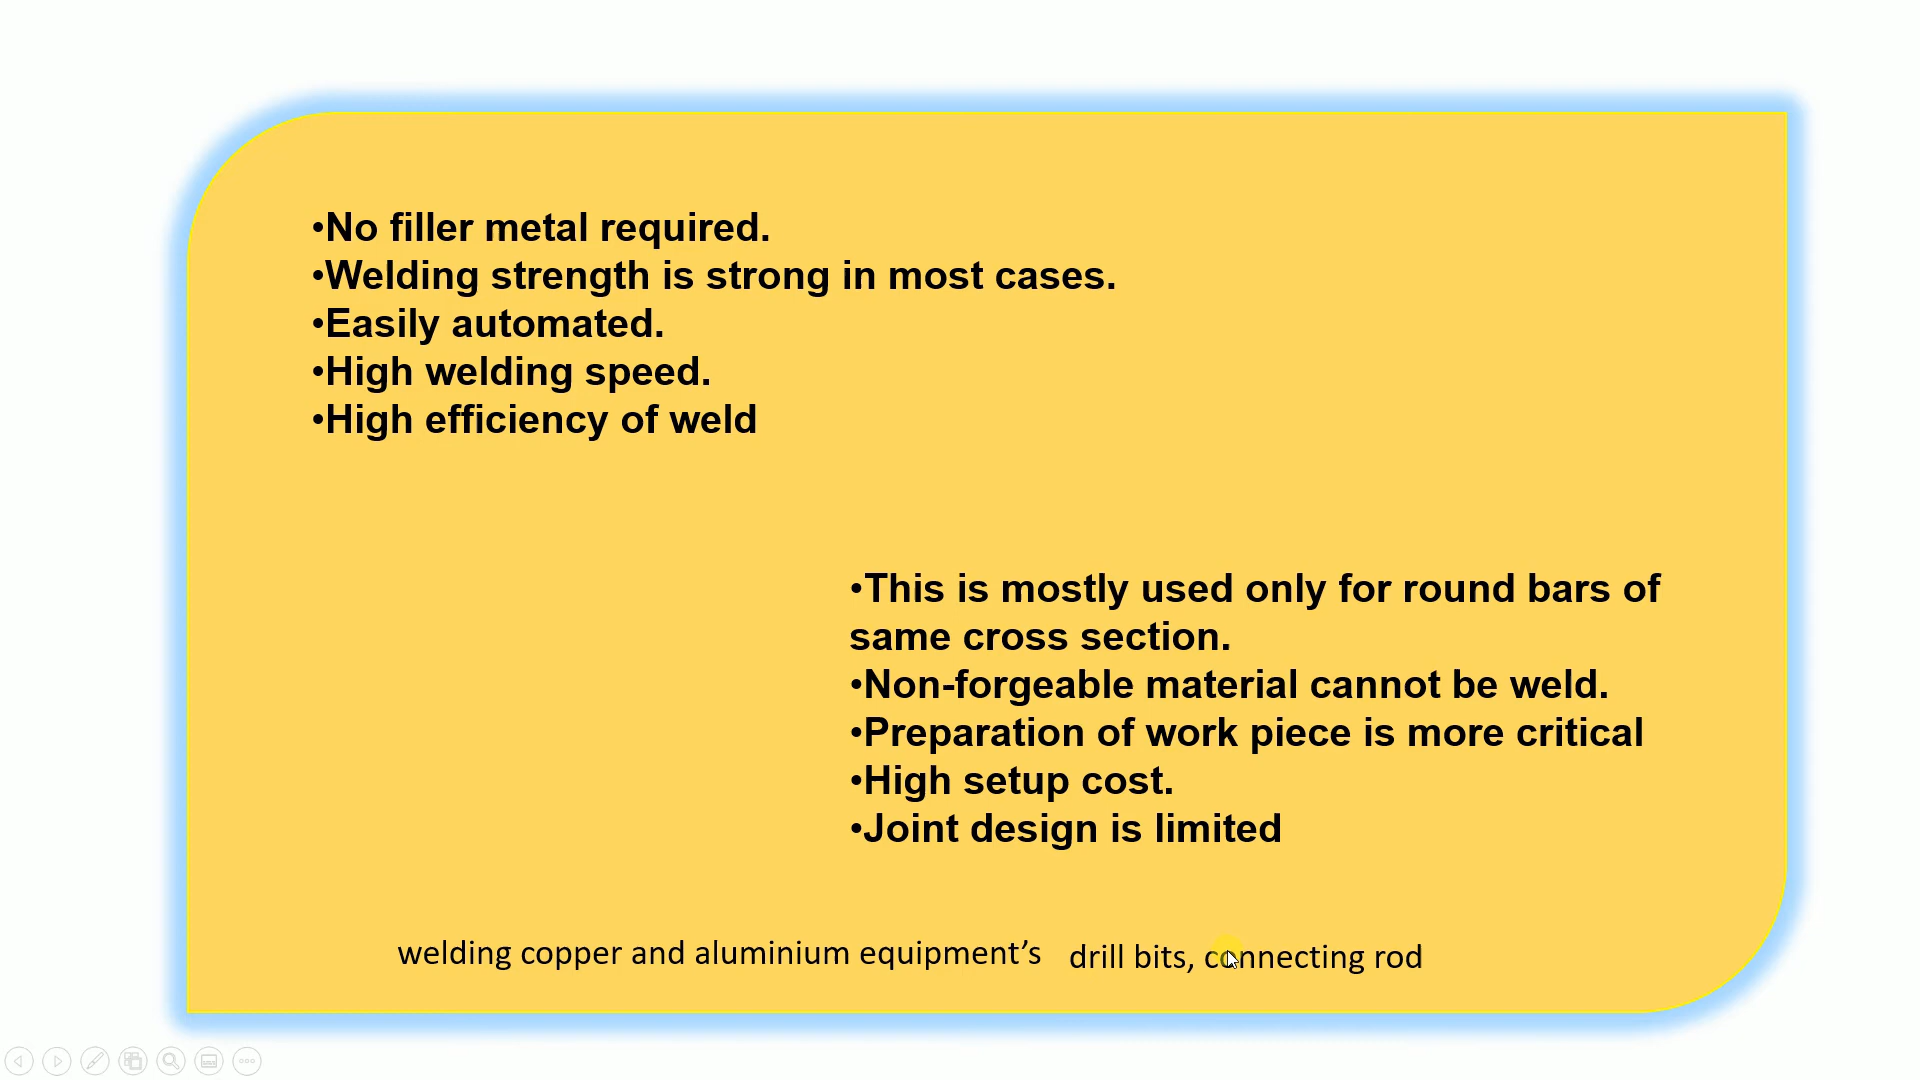 •No filler metal required.
•Welding strength is strong in most cases.
•Easily automated.
•High welding speed.
•High efficiency of weld
•This is mostly used only for round bars of
same cross section.
•Non-forgeable material cannot be weld.
•Preparation of work piece is more critical
•High setup cost.
•Joint design is limited
welding copper and aluminium equipment’s
drill bits, connecting rod